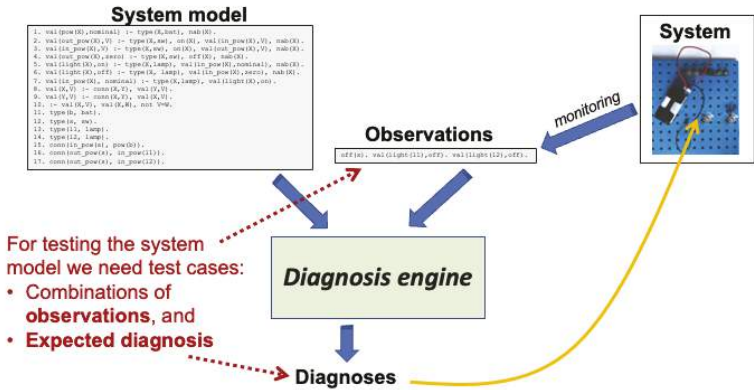 System model
1. val(pow(X),nominal) :- type(X,bat), nab(X).
2. val(out_pow(X),V) :- type(X,sw), on(X), val(in_pow(X),V), nab(X).
3. val(in_pow(X),V) :- type(X,sw), on(X), val(out_pow(X),V), nab(X).
4. val(out_pow(X),zero) :- type(X,sw), off(X), nab(X).
5. val(light(X),on) :- type(X,lamp), val(in_pow(X),nominal), nab(X).
6. val(light(X),off) :- type(X, lamp), val(in_pow(X),zero), nab(X).
7. val(in_pow(X), nominal) :- type(X,lamp), val(light(X),on).
8. val(X,V) :- conn(X,Y), val(Y,V).
9. val(Y,V) :- conn(X,Y), val(X,V).
10. :- val(X,V), val(X,W), not V=W.
11. type(b, bat).
12. type(s, sw).
13. type(l1, lamp).
14. type(l2, lamp).
15. conn(in_pow(s), pow(b)).
16. conn(out_pow(s), in_pow(l1)).
17. conn(out_pow(s), in_pow(l2)).
System
monitoring
Observations
off(s). val(light(l1),off). val(light(l2),off).
For testing the system
model we need test cases:
• Combinations of
observations, and
• Expected diagnosis
Diagnosis engine
Diagnoses